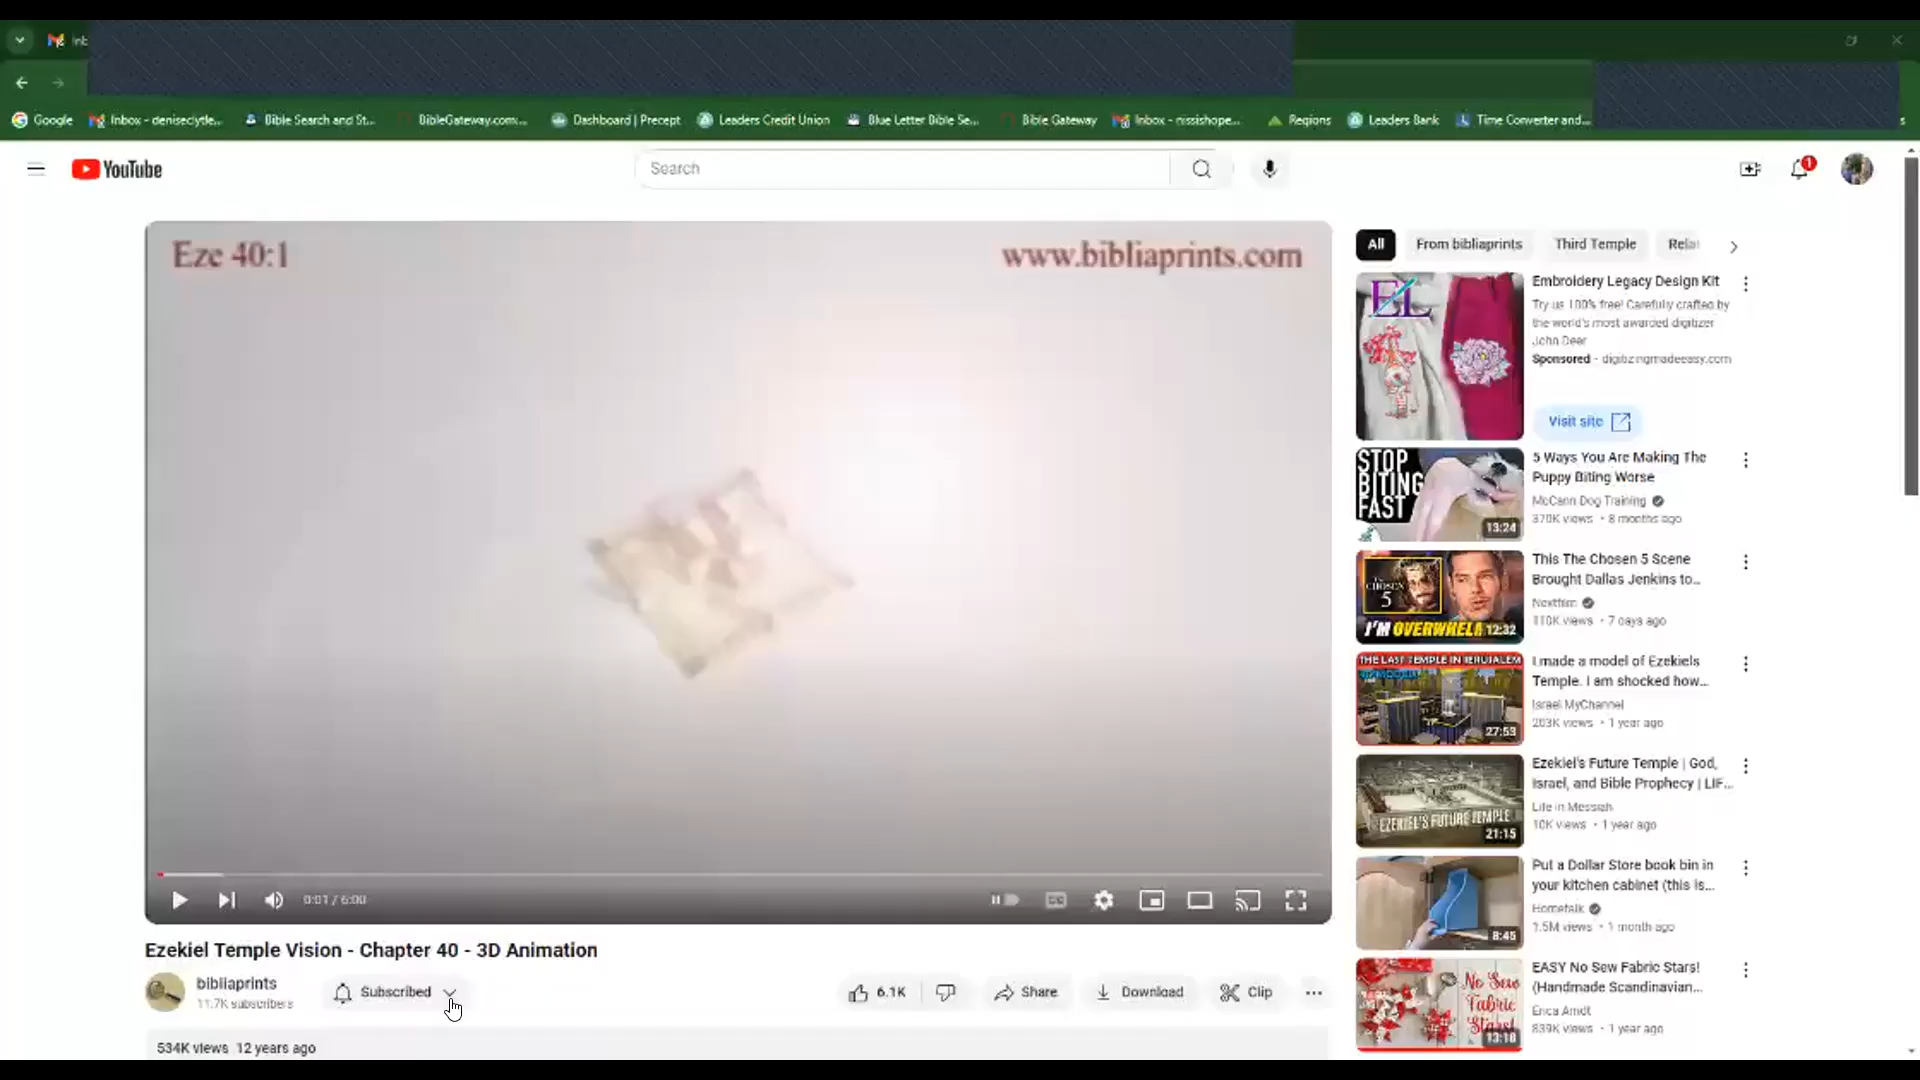 Inb
Google
Inbox - deniseclytle...
Bible Search and St...
BibleGateway.com:...
Dashboard | Precept
Leaders Credit Union
Blue Letter Bible Se...
Bible Gateway
Inbox - nissishope...
Regions
Leaders Bank
Time Converter and...
YouTube
Search
1
Eze 40:1
www.bibliaprints.com
0:01 / 6:00
Ezekiel Temple Vision - Chapter 40 - 3D Animation
bibliaprints
11.7K subscribers
Subscribed
6.1K
Share
Download
Clip
534K views 12 years ago
All
From bibliaprints
Third Temple
Rela
EL
Embroidery Legacy Design Kit
Try us 100% free! Carefully crafted by
the world's most awarded digitizer
John Deer
Sponsored - digitizingmadeeasy.com
Visit site
STOP
BITING
FAST
13:24
5 Ways You Are Making The
Puppy Biting Worse
McCann Dog Training
370K views • 8 months ago
CHOSEN
5
I'M OVERWHEL
12:32
This The Chosen 5 Scene
Brought Dallas Jenkins to...
Nextfilm
110K views • 7 days ago
THE LAST TEMPLE IN JERUSALEM
27:53
I made a model of Ezekiels
Temple. I am shocked how...
Israel MyChannel
203K views • 1 year ago
EZEKIEL'S FUTURE TEMPLE
21:15
Ezekiel's Future Temple | God,
Israel, and Bible Prophecy | LIF...
Life in Messiah
10K views • 1 year ago
8:45
Put a Dollar Store book bin in
your kitchen cabinet (this is...
Hometalk
1.5M views • 1 month ago
No Sew
Fabric
Stars!
13:18
EASY No Sew Fabric Stars!
(Handmade Scandinavian...
Erica Arndt
839K views • 1 year ago